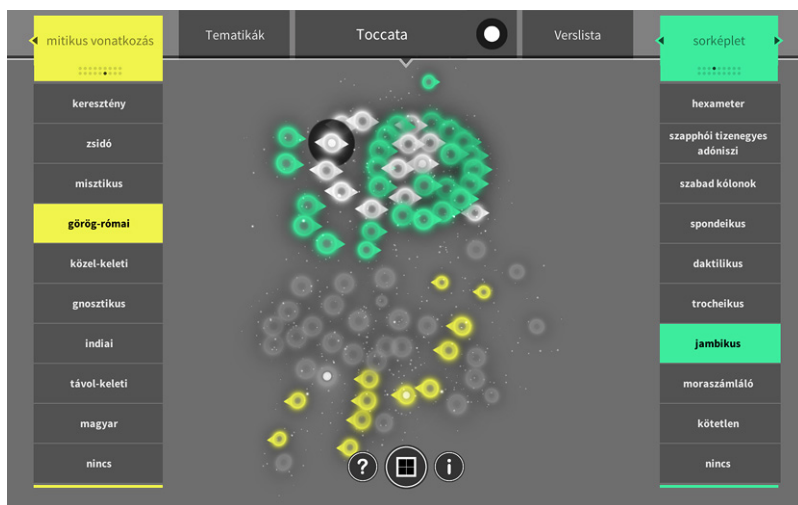 mitikus vonatkozás
Tematikák
Toccata
Verslista
sorképlet
keresztény
zsidó
misztikus
görög-római
közel-keleti
gnosztikus
indiai
távol-keleti
magyar
nincs
hexameter
szapphói tizenegyes
adóniszi
szabad kólonok
spondeikus
daktilikus
trocheikus
jambikus
moraszámláló
kötetlen
nincs
?
i